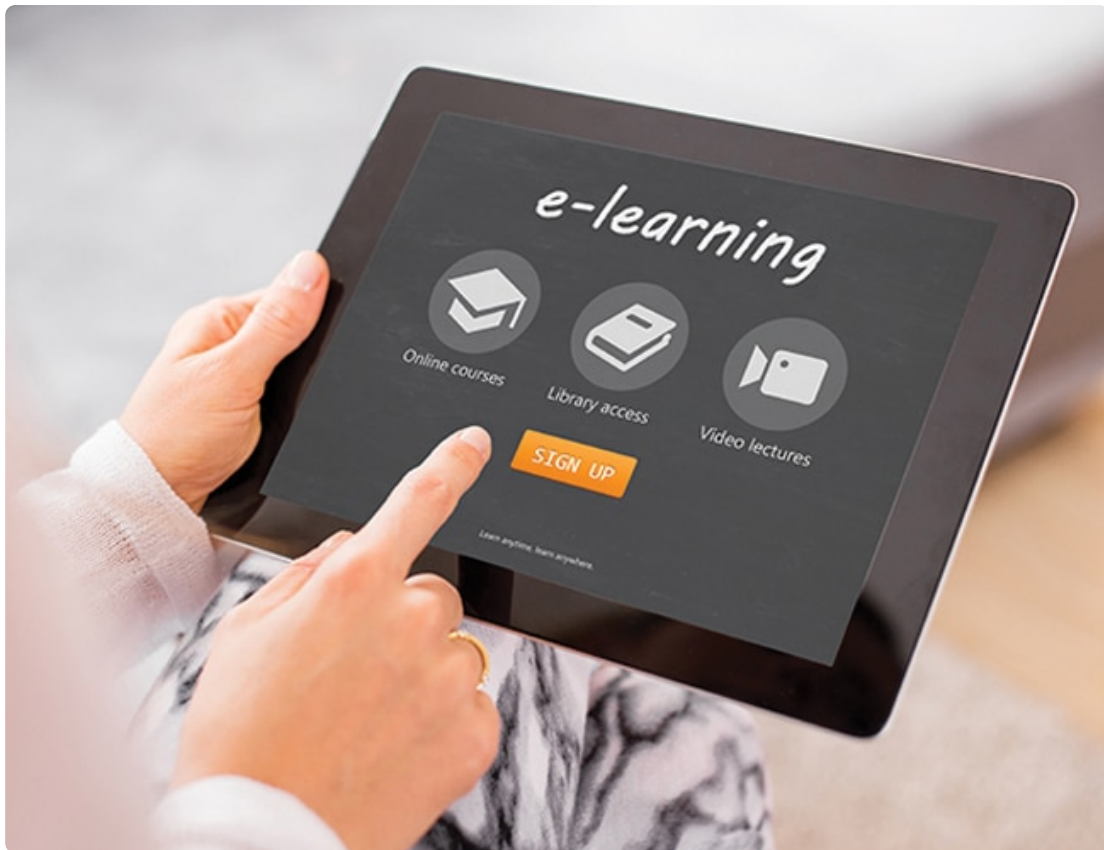 e-learning
Online courses
Library access
Video lectures
SIGN UP
Learn anytime, learn anywhere.